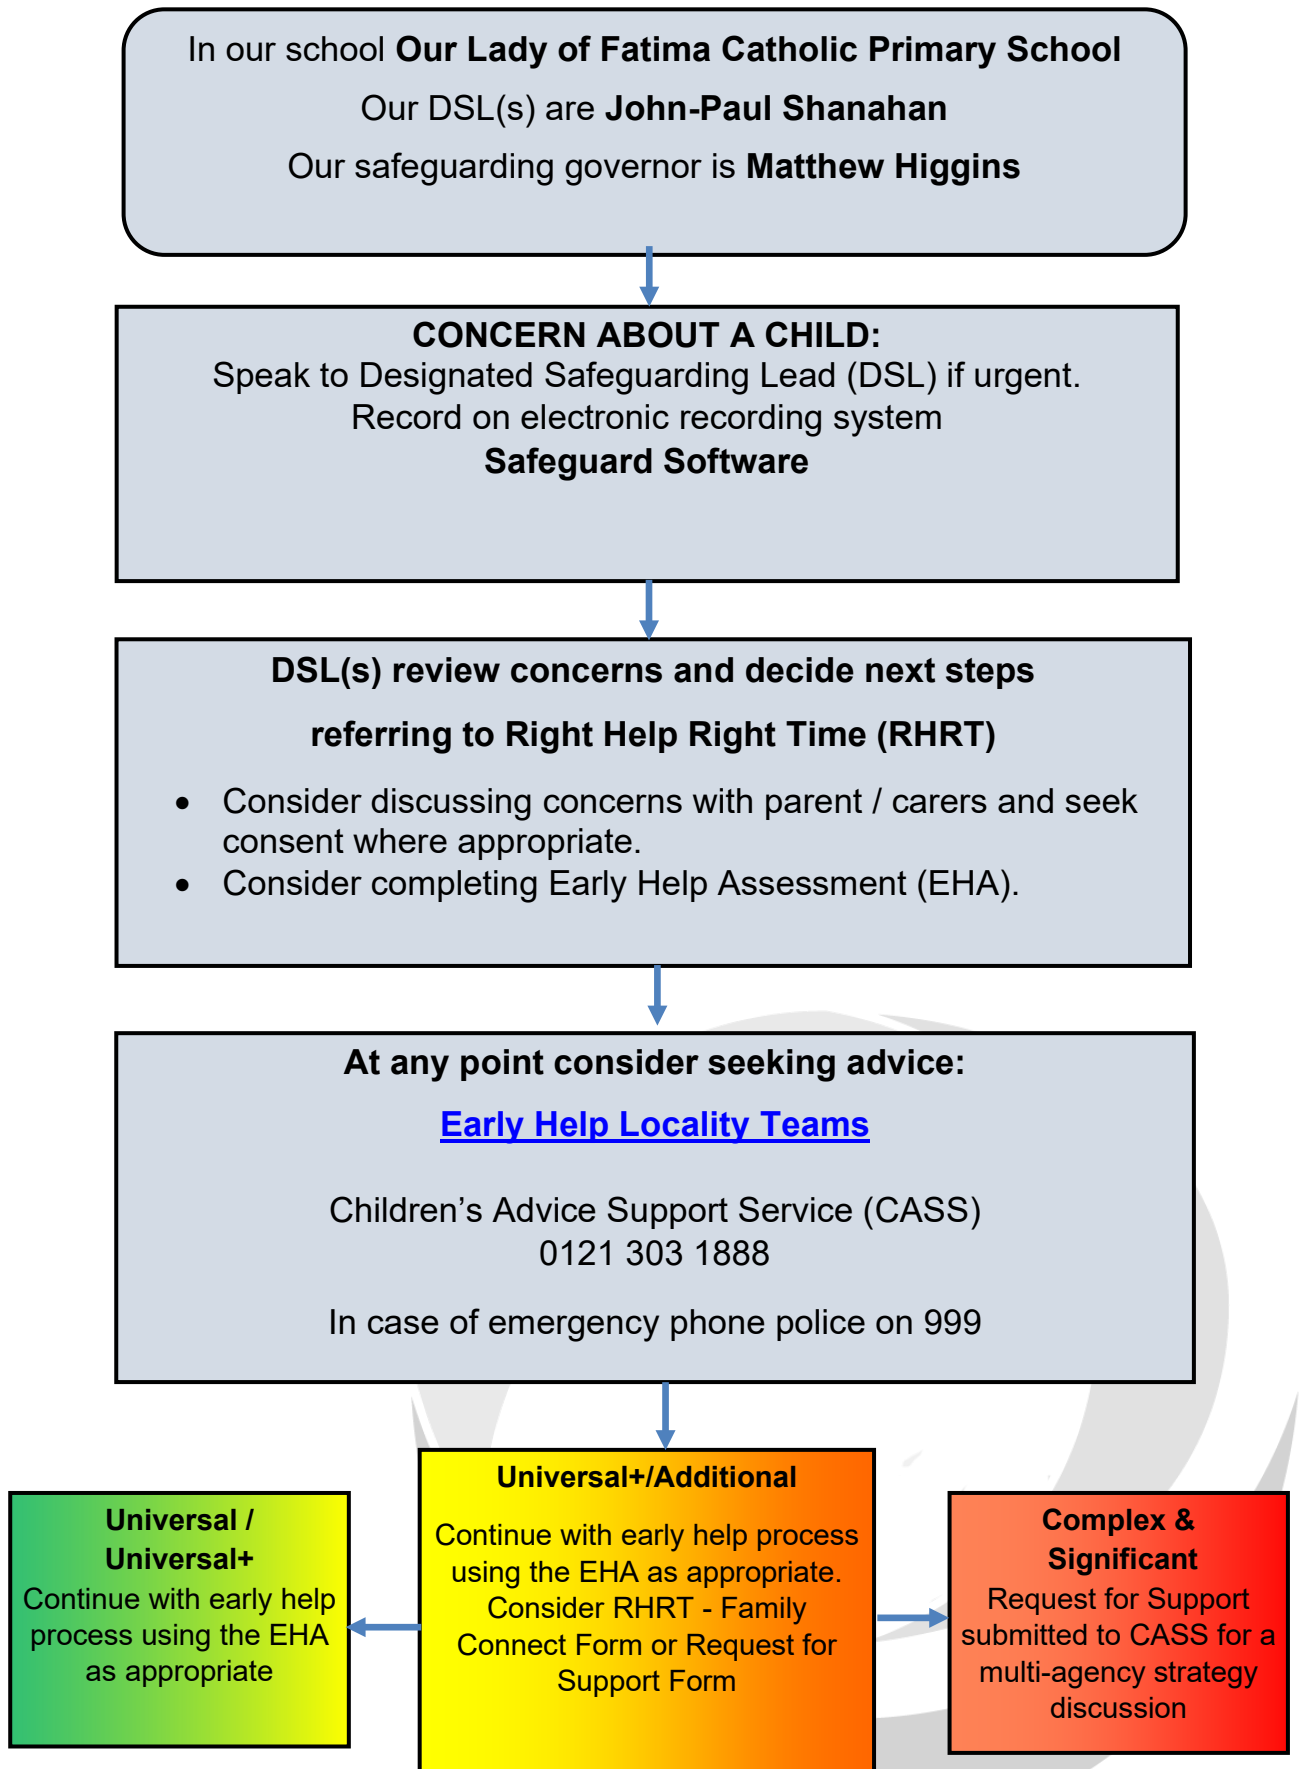 In our school Our Lady of Fatima Catholic Primary School
Our DSL(s) are John-Paul Shanahan
Our safeguarding governor is Matthew Higgins
CONCERN ABOUT A CHILD:
Speak to Designated Safeguarding Lead (DSL) if urgent.
Record on electronic recording system
Safeguard Software
DSL(s) review concerns and decide next steps
referring to Right Help Right Time (RHRT)
• Consider discussing concerns with parent / carers and seek
consent where appropriate.
• Consider completing Early Help Assessment (EHA).
At any point consider seeking advice:
Early Help Locality Teams
Children’s Advice Support Service (CASS)
0121 303 1888
In case of emergency phone police on 999
Universal /
Universal+
Continue with early help
process using the EHA
as appropriate
Universal+/Additional
Continue with early help process
using the EHA as appropriate.
Consider RHRT - Family
Connect Form or Request for
Support Form
Complex &
Significant
Request for Support
submitted to CASS for a
multi-agency strategy
discussion